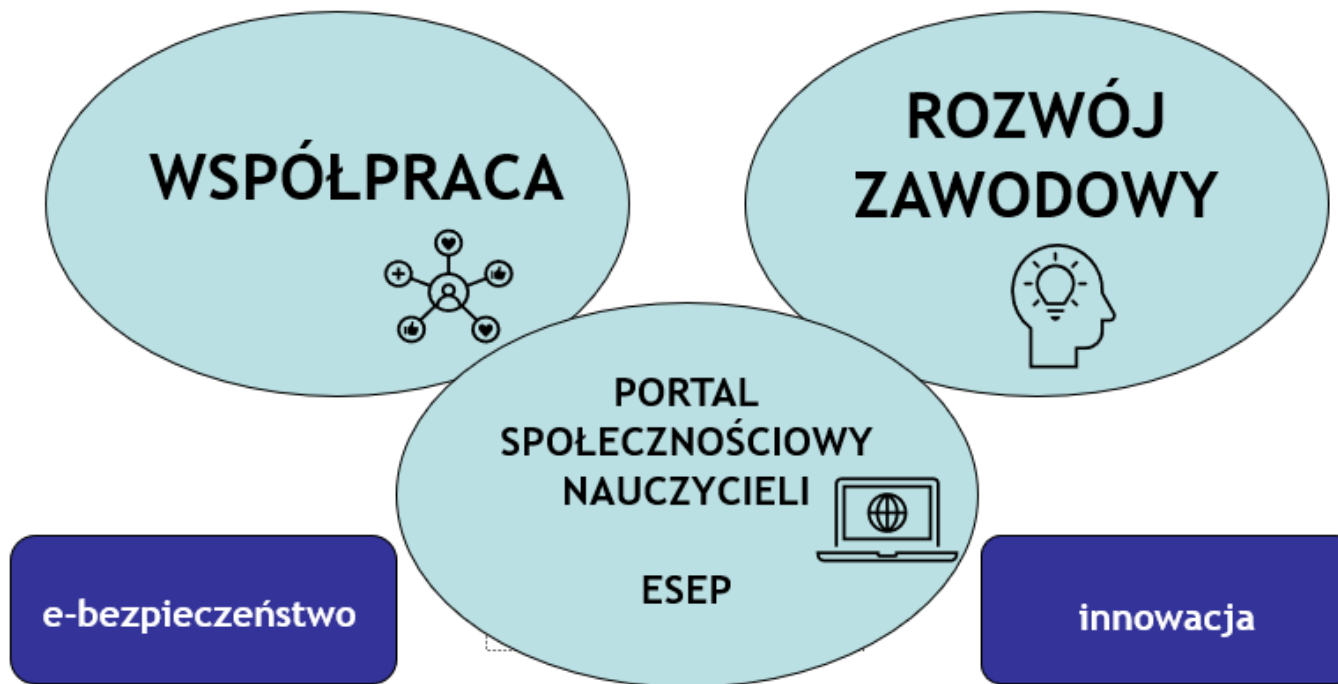 WSPÓŁPRACA
ROZWÓJ
ZAWODOWY
PORTAL
SPOŁECZNOŚCIOWY
NAUCZYCIELI
ESEP
e-bezpieczeństwo
innowacja